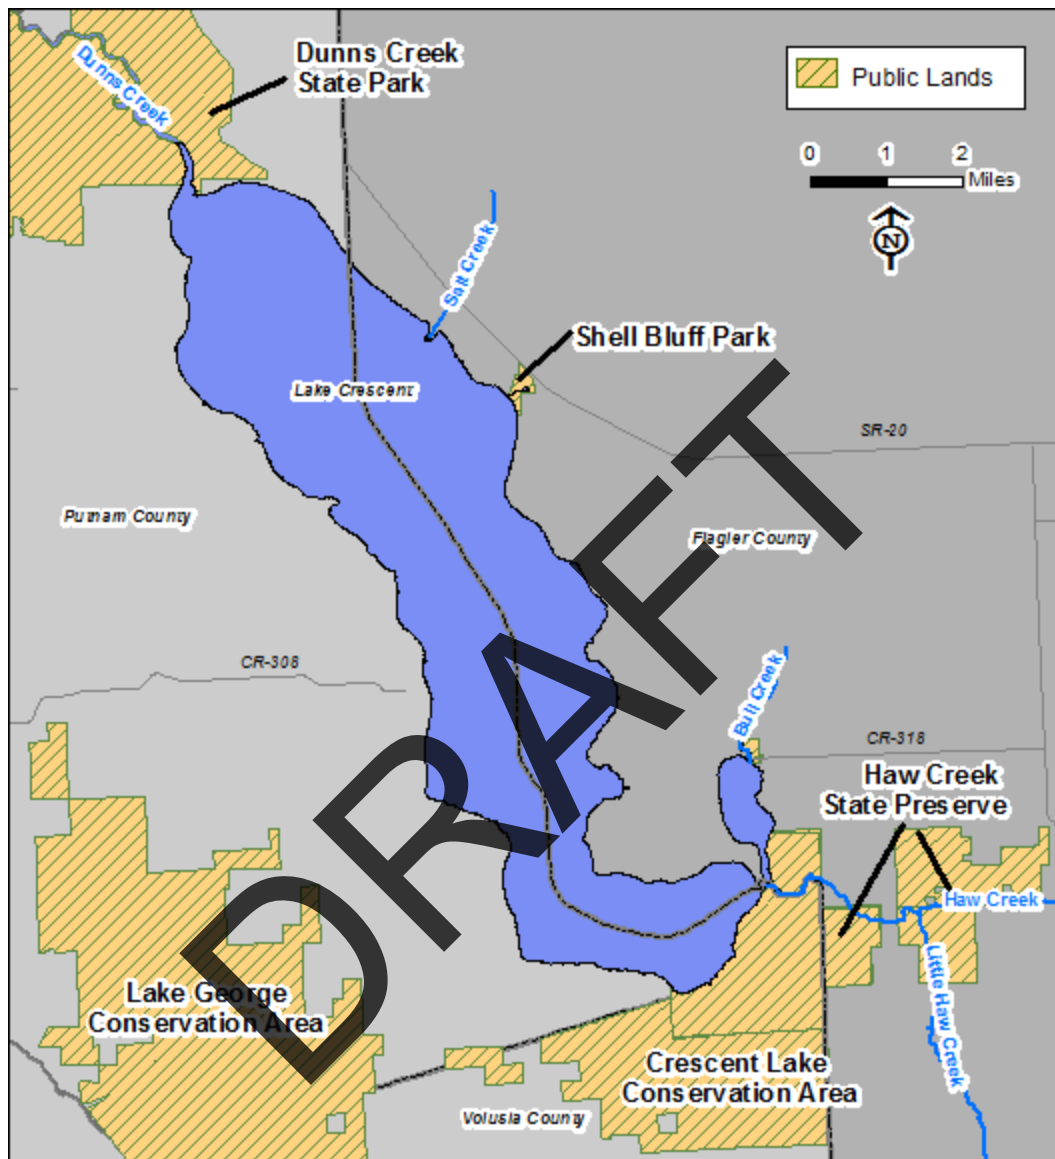 Dunns Creek
State Park
Dunns Creek
Public Lands
0 1 2
Miles
N
Salt Creek
Shell Bluff Park
Lake Crescent
SR-20
Putnam County
Flagler County
CR-308
Bull Creek
CR-318
Haw Creek
State Preserve
Haw Creek
Little Haw Creek
Lake George
Conservation Area
Crescent Lake
Conservation Area
Volusia County
DRAFT